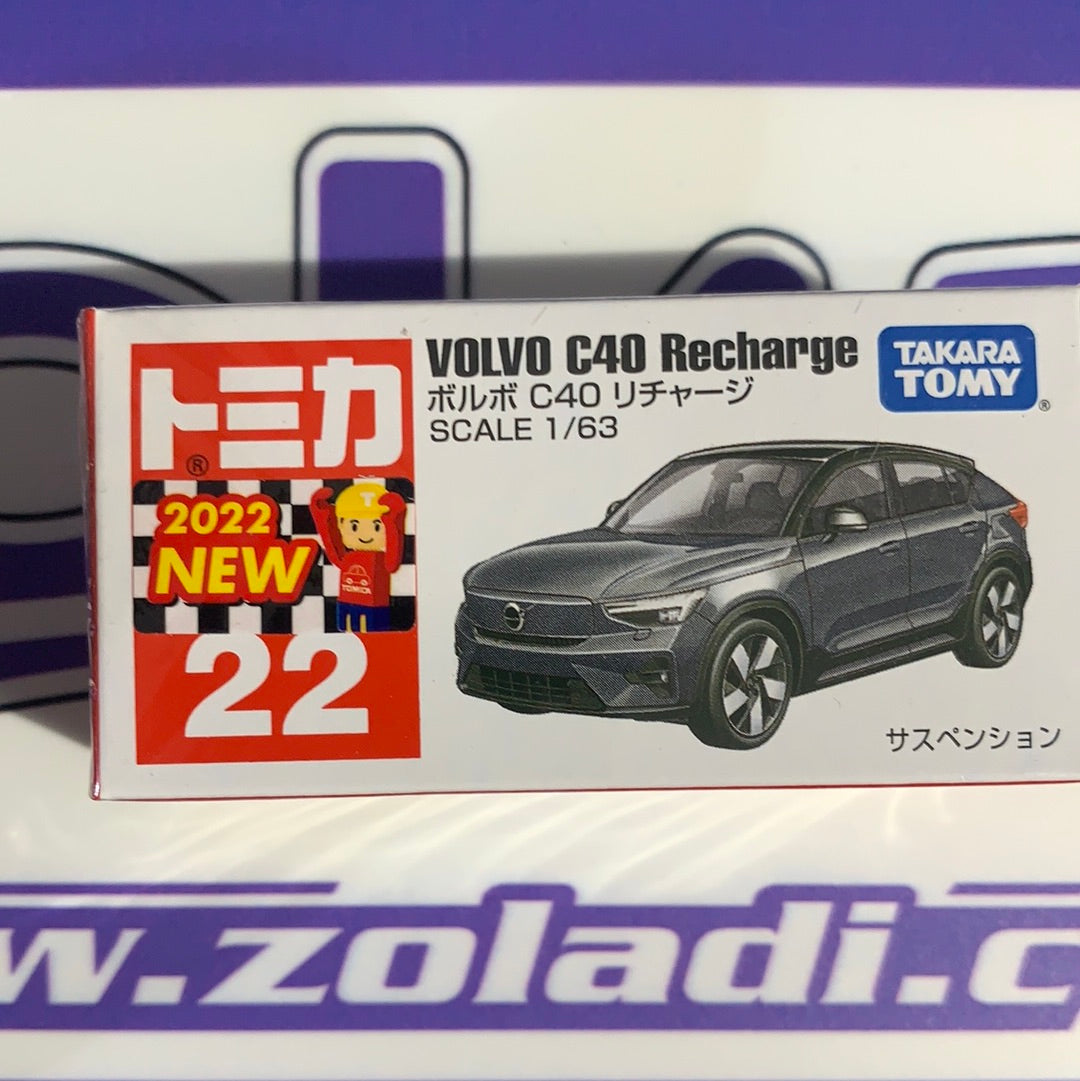 トミカ
®
2022
NEW
T
TOMICA
22
VOLVO C40 Recharge
ボルボ C40 リチャージ
SCALE 1/63
TAKARA
TOMY
®
サスペンション
w.zoladi.c